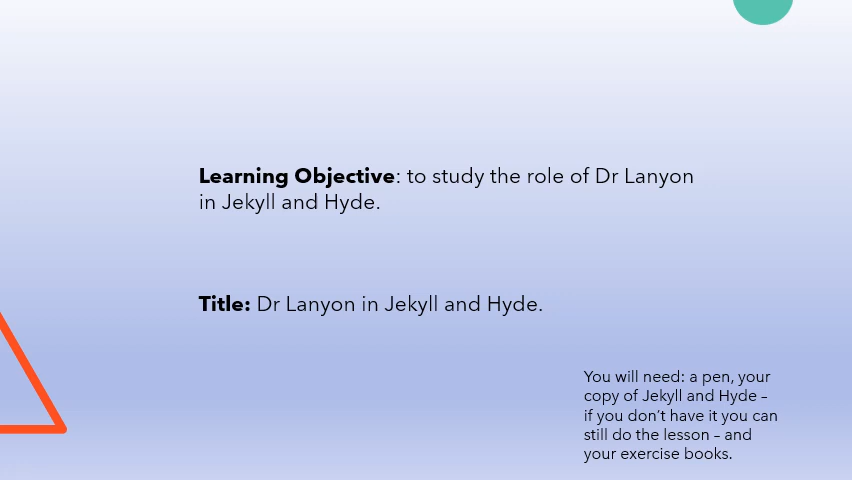 Learning Objective: to study the role of Dr Lanyon
in Jekyll and Hyde.
Title: Dr Lanyon in Jekyll and Hyde.
You will need: a pen, your
copy of Jekyll and Hyde –
if you don’t have it you can
still do the lesson – and
your exercise books.